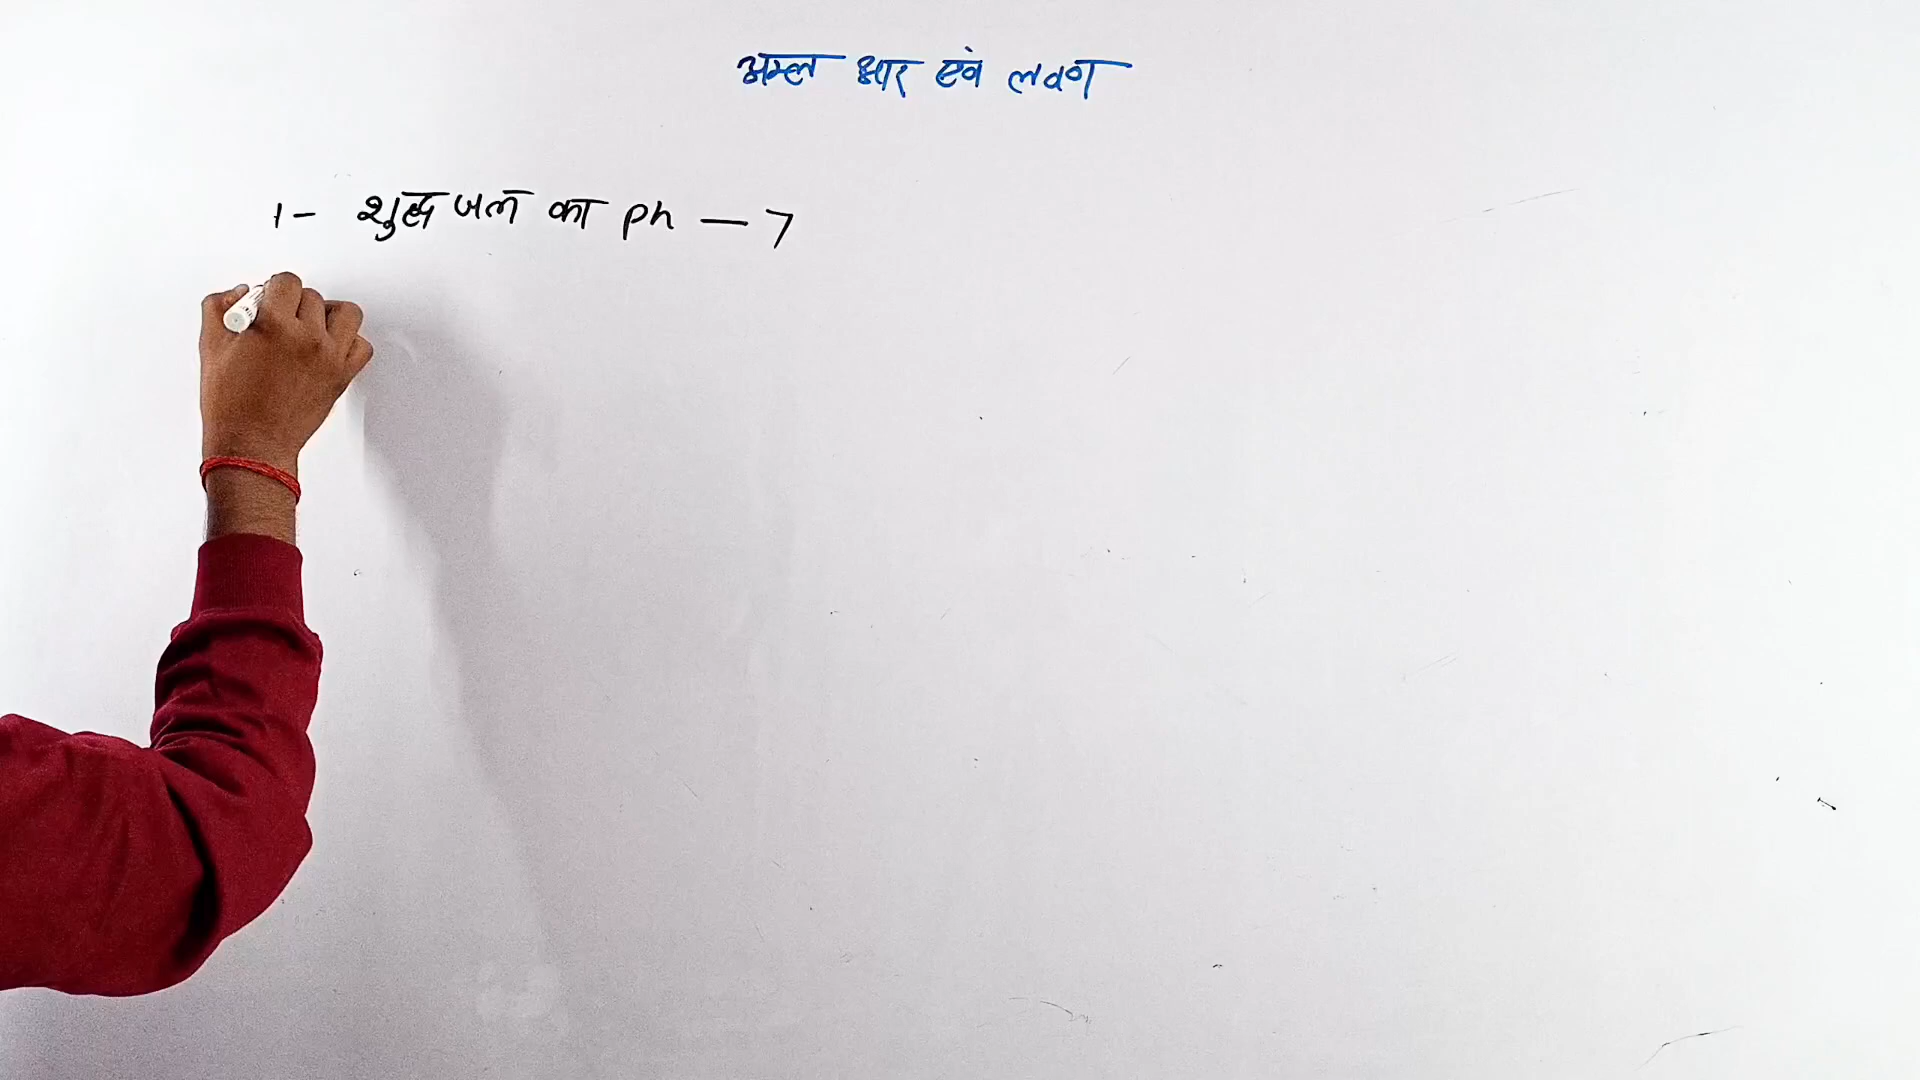 अम्ल क्षार एवं लवण
1- शुद्ध जल का ph — 7